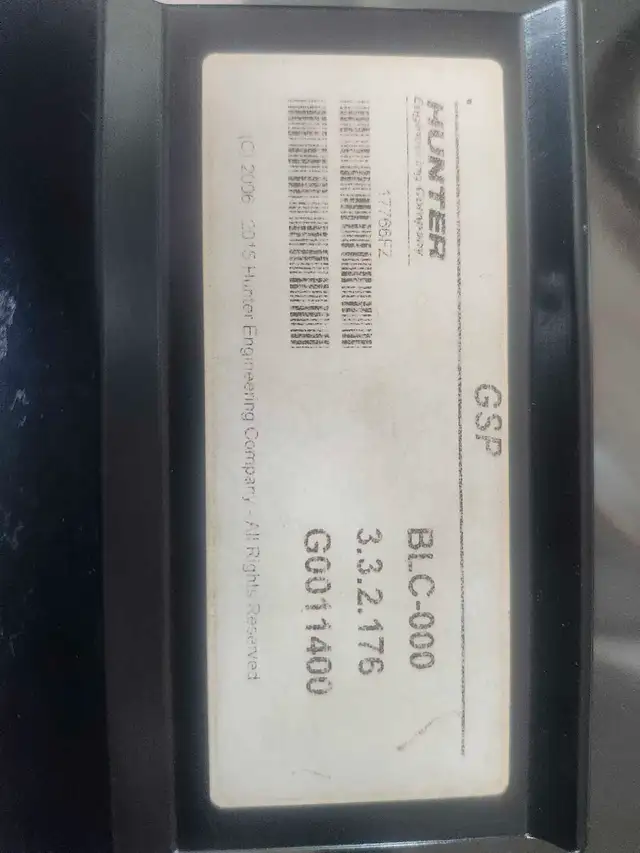 GSP
HUNTER
Engineering Company
BLC-000
17766FZ
3.3.2.176
G0011400
(C) 2006 - 2015 Hunter Engineering Company - All Rights Reserved